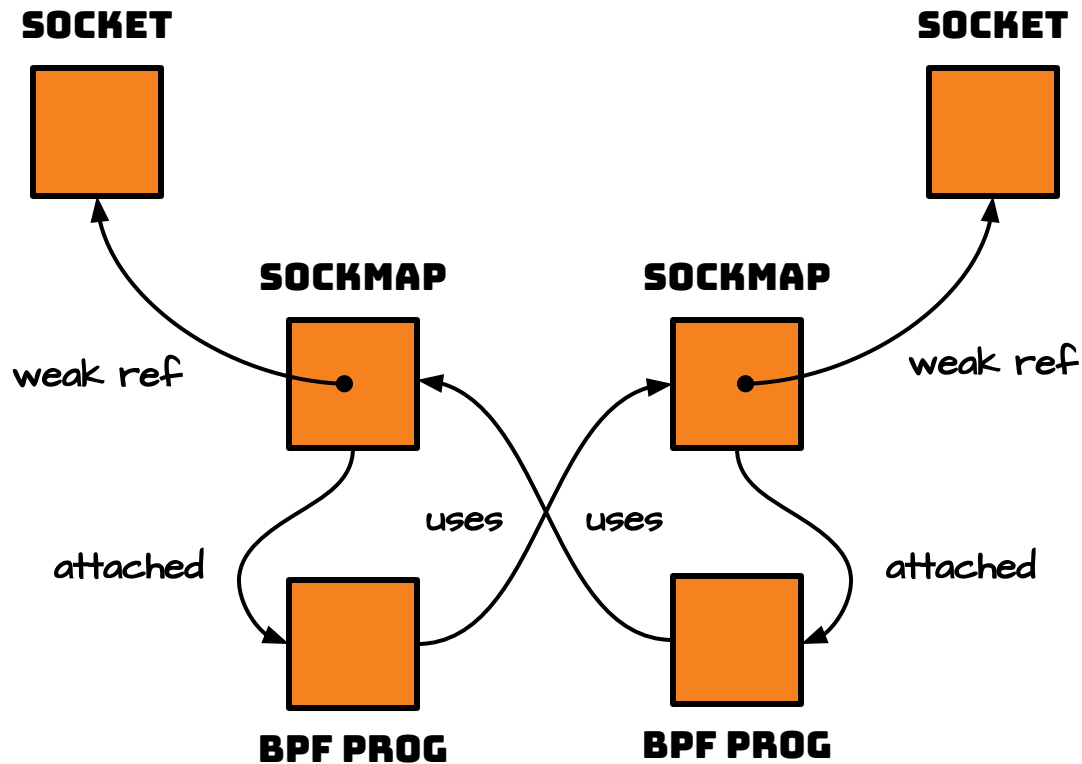 SOCKET
SOCKET
SOCKMAP
SOCKMAP
weak ref
weak ref
uses
uses
attached
attached
BPF PROG
BPF PROG